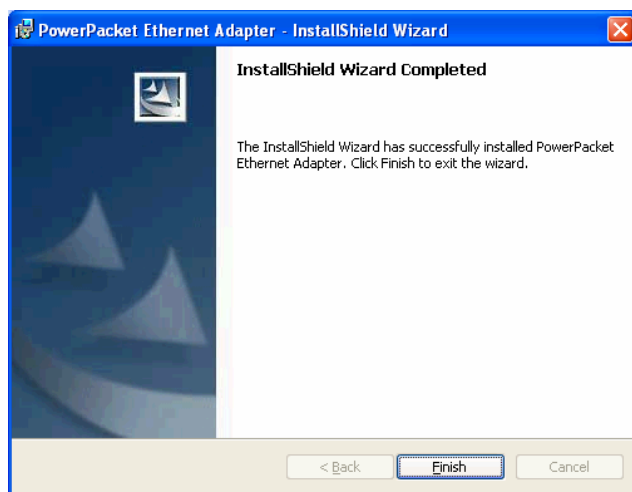 PowerPacket Ethernet Adapter - InstallShield Wizard
InstallShield Wizard Completed
The InstallShield Wizard has successfully installed PowerPacket
Ethernet Adapter. Click Finish to exit the wizard.
< Back
Finish
Cancel